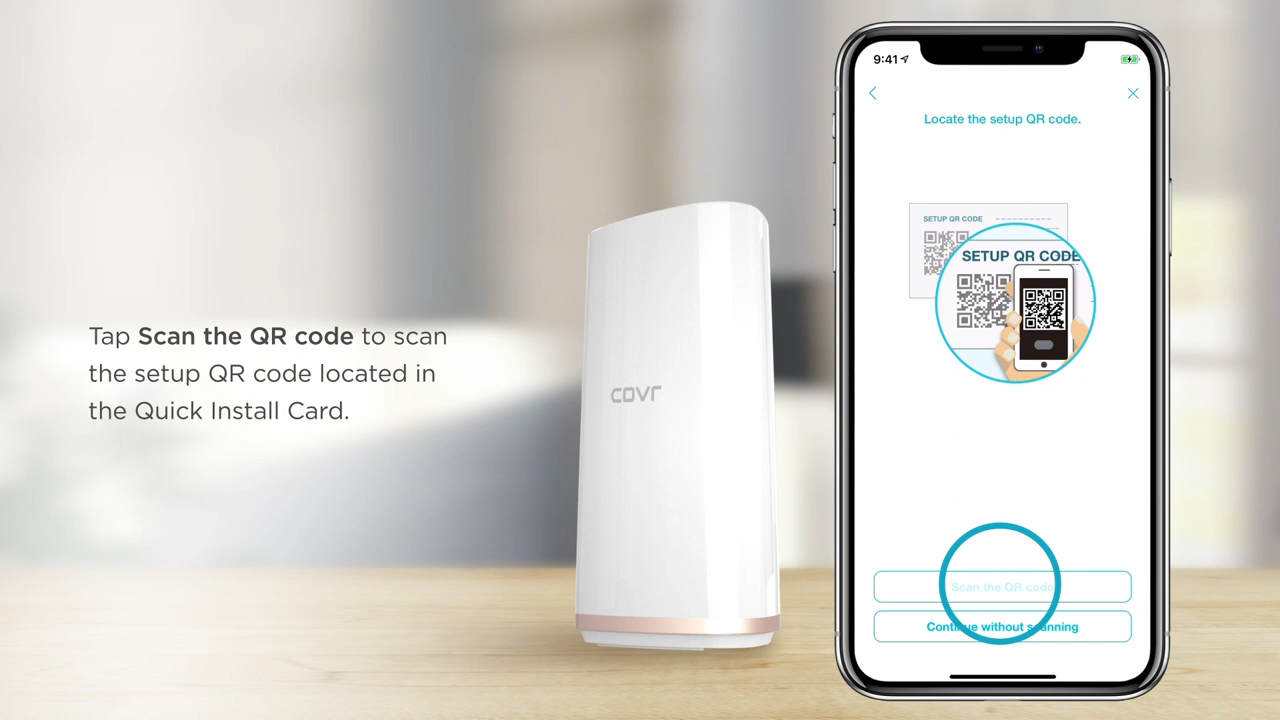 Tap Scan the QR code to scan
the setup QR code located in
the Quick Install Card.
covr
9:41
Locate the setup QR code.
SETUP QR CODE
SETUP QR CODE
Scan the QR code
Continue without scanning